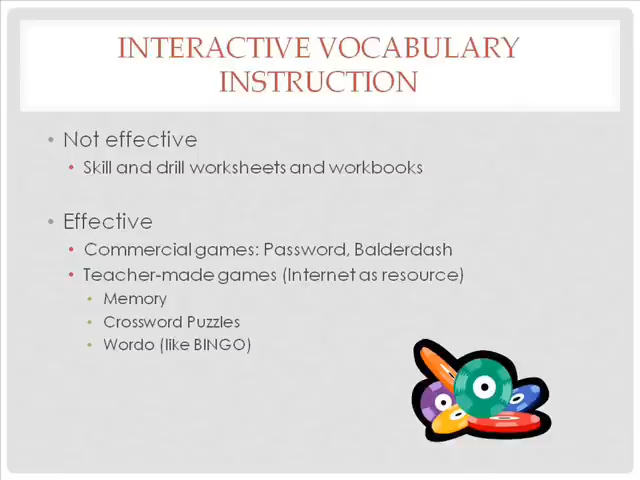 INTERACTIVE VOCABULARY
INSTRUCTION
• Not effective
• Skill and drill worksheets and workbooks
• Effective
• Commercial games: Password, Balderdash
• Teacher-made games (Internet as resource)
• Memory
• Crossword Puzzles
• Wordo (like BINGO)